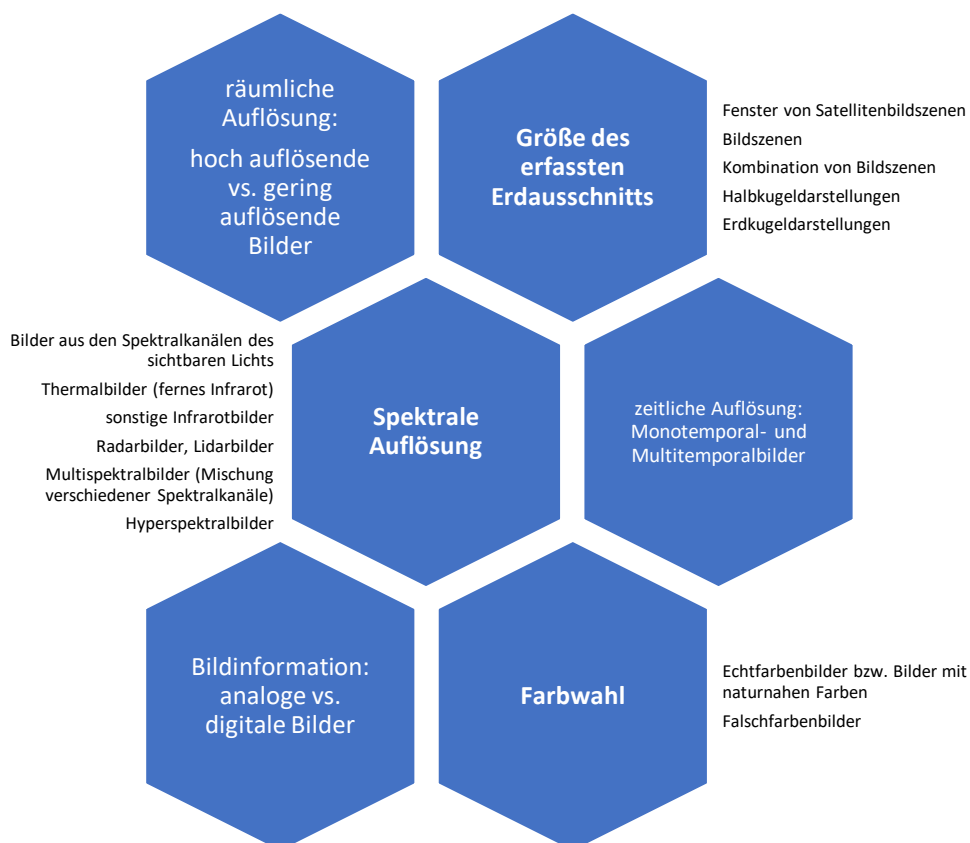 räumliche
Auflösung:
hoch auflösende
vs. gering
auflösende
Bilder
Größe des
erfassten
Erdausschnitts
Fenster von Satellitenbildszenen
Bildszenen
Kombination von Bildszenen
Halbkugeldarstellungen
Erdkugeldarstellungen
Bilder aus den Spektralkanälen des
sichtbaren Lichts
Thermalbilder (fernes Infrarot)
sonstige Infrarotbilder
Radarbilder, Lidarbilder
Multispektralbilder (Mischung
verschiedener Spektralkanäle)
Hyperspektralbilder
Spektrale
Auflösung
zeitliche Auflösung:
Monotemporal- und
Multitemporalbilder
Bildinformation:
analoge vs.
digitale Bilder
Farbwahl
Echtfarbenbilder bzw. Bilder mit
naturnahen Farben
Falschfarbenbilder